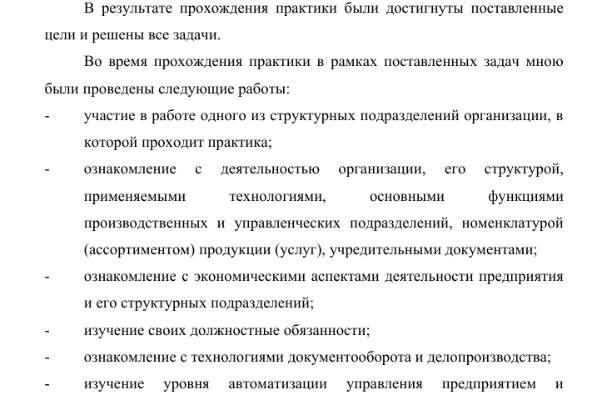 В результате прохождения практики были достигнуты поставленные
цели и решены все задачи.
Во время прохождения практики в рамках поставленных задач мною
были проведены следующие работы:
- участие в работе одного из структурных подразделений организации, в
которой проходит практика;
- ознакомление с деятельностью организации, его структурой,
применяемыми технологиями, основными функциями
производственных и управленческих подразделений, номенклатурой
(ассортиментом) продукции (услуг), учредительными документами;
- ознакомление с экономическими аспектами деятельности предприятия
и его структурных подразделений;
- изучение своих должностные обязанности;
- ознакомление с технологиями документооборота и делопроизводства;
- изучение уровня автоматизации управления предприятием и